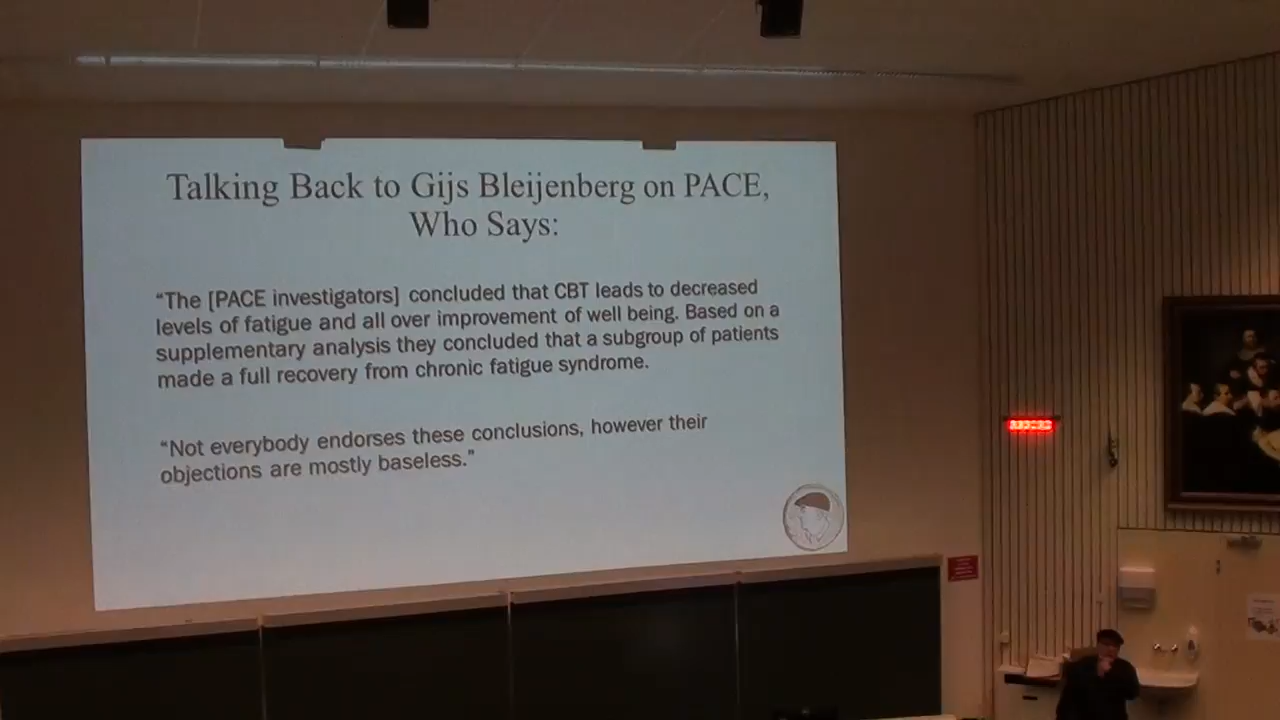 Talking Back to Gijs Bleijenberg on PACE,
Who Says:
“The [PACE investigators] concluded that CBT leads to decreased
levels of fatigue and all over improvement of well being. Based on a
supplementary analysis they concluded that a subgroup of patients
made a full recovery from chronic fatigue syndrome.
“Not everybody endorses these conclusions, however their
objections are mostly baseless.”